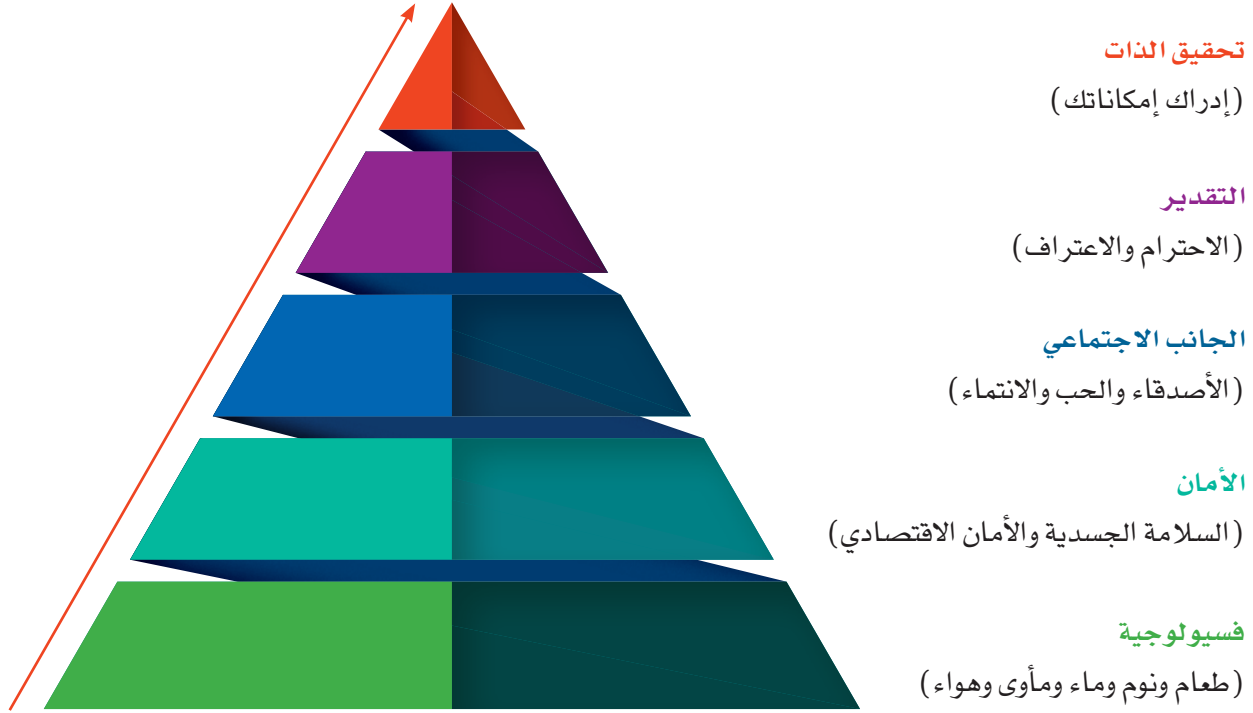 تحقيق الذات
(إدراك إمكاناتك)
التقدير
(الاحترام والاعتراف)
الجانب الاجتماعي
(الأصدقاء والحب والانتماء)
الأمان
(السلامة الجسدية والأمان الاقتصادي)
فسيولوجية
(طعام ونوم وماء ومأوى وهواء)